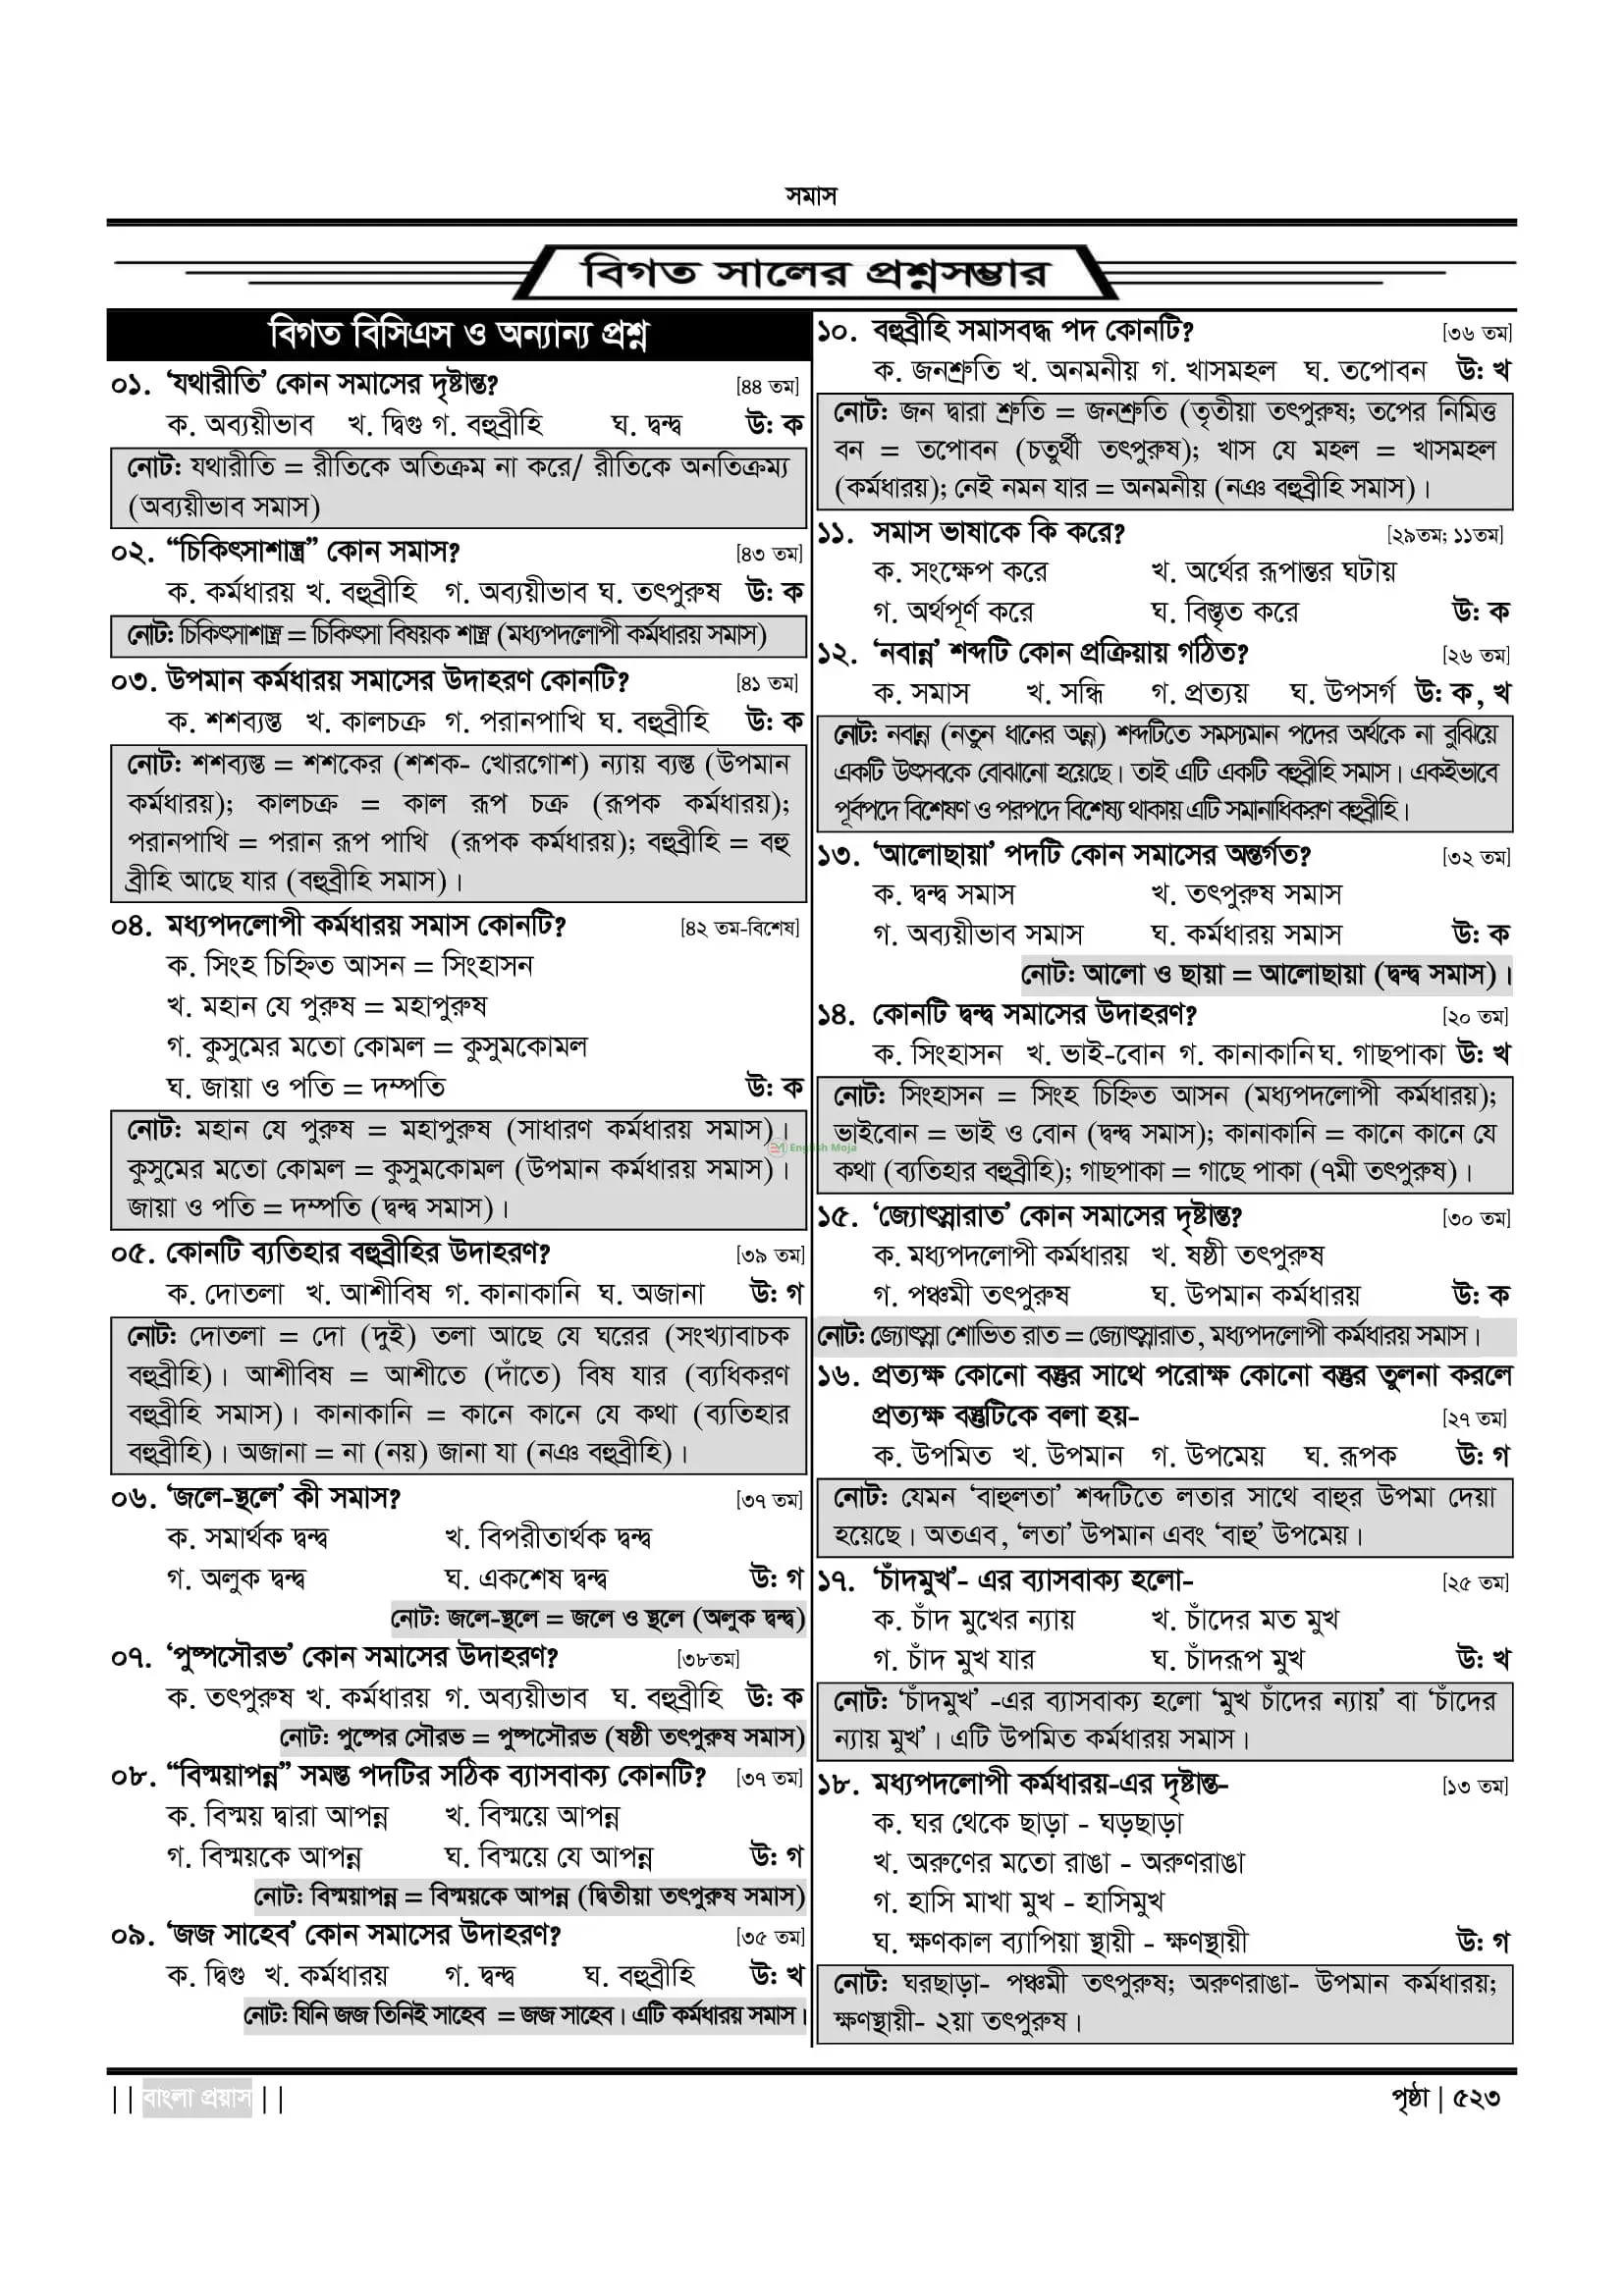 সমাস
বিগত সালের প্রশ্নসম্ভার
বিগত বিসিএস ও অন্যান্য প্রশ্ন
০১. ‘যথারীতি’ কোন সমাসের দৃষ্টান্ত? [৪৪ তম]
ক. অব্যয়ীভাব খ. দ্বিগু গ. বহুব্রীহি ঘ. দ্বন্দ্ব উ: ক
নোট: যথারীতি = রীতিকে অতিক্রম না করে/ রীতিকে অনতিক্রম্য
(অব্যয়ীভাব সমাস)
০২. “চিকিৎসাশাস্ত্র” কোন সমাস? [৪৩ তম]
ক. কর্মধারয় খ. বহুব্রীহি গ. অব্যয়ীভাব ঘ. তৎপুরুষ উ: ক
নোট: চিকিৎসাশাস্ত্র = চিকিৎসা বিষয়ক শাস্ত্র (মধ্যপদলোপী কর্মধারয় সমাস)
০৩. উপমান কর্মধারয় সমাসের উদাহরণ কোনটি? [৪১ তম]
ক. শশব্যস্ত খ. কালচক্র গ. পরানপাখি ঘ. বহুব্রীহি উ: ক
নোট: শশব্যস্ত = শশকের (শশক- খোরগোশ) ন্যায় ব্যস্ত (উপমান
কর্মধারয়); কালচক্র = কাল রূপ চক্র (রূপক কর্মধারয়);
পরানপাখি = পরান রূপ পাখি (রূপক কর্মধারয়); বহুব্রীহি = বহু
ব্রীহি আছে যার (বহুব্রীহি সমাস)।
০৪. মধ্যপদলোপী কর্মধারয় সমাস কোনটি? [৪২ তম-বিশেষ]
ক. সিংহ চিহ্নিত আসন = সিংহাসন
খ. মহান যে পুরুষ = মহাপুরুষ
গ. কুসুমের মতো কোমল = কুসুমকোমল
ঘ. জায়া ও পতি = দম্পতি উ: ক
নোট: মহান যে পুরুষ = মহাপুরুষ (সাধারণ কর্মধারয় সমাস)।
কুসুমের মতো কোমল = কুসুমকোমল (উপমান কর্মধারয় সমাস)।
জায়া ও পতি = দম্পতি (দ্বন্দ্ব সমাস)।
০৫. কোনটি ব্যতিহার বহুব্রীহির উদাহরণ? [৩৯ তম]
ক. দোতলা খ. আশীবিষ গ. কানাকানি ঘ. অজানা উ: গ
নোট: দোতলা = দো (দুই) তলা আছে যে ঘরের (সংখ্যাবাচক
বহুব্রীহি)। আশীবিষ = আশীতে (দাঁতে) বিষ যার (ব্যধিকরণ
বহুব্রীহি সমাস)। কানাকানি = কানে কানে যে কথা (ব্যতিহার
বহুব্রীহি)। অজানা = না (নয়) জানা যা (নঞ বহুব্রীহি)।
০৬. ‘জলে-স্থলে’ কী সমাস? [৩৭ তম]
ক. সমার্থক দ্বন্দ্ব খ. বিপরীতার্থক দ্বন্দ্ব
গ. অলুক দ্বন্দ্ব ঘ. একশেষ দ্বন্দ্ব উ: গ
নোট: জলে-স্থলে = জলে ও স্থলে (অলুক দ্বন্দ্ব)
০৭. ‘পুষ্পসৌরভ’ কোন সমাসের উদাহরণ? [৩৮তম]
ক. তৎপুরুষ খ. কর্মধারয় গ. অব্যয়ীভাব ঘ. বহুব্রীহি উ: ক
নোট: পুষ্পের সৌরভ = পুষ্পসৌরভ (ষষ্ঠী তৎপুরুষ সমাস)
০৮. “বিস্ময়াপন্ন” সমস্ত পদটির সঠিক ব্যাসবাক্য কোনটি? [৩৭ তম]
ক. বিস্ময় দ্বারা আপন্ন খ. বিস্ময়ে আপন্ন
গ. বিস্ময়কে আপন্ন ঘ. বিস্ময়ে যে আপন্ন উ: গ
নোট: বিস্ময়াপন্ন = বিস্ময়কে আপন্ন (দ্বিতীয়া তৎপুরুষ সমাস)
০৯. ‘জজ সাহেব’ কোন সমাসের উদাহরণ? [৩৫ তম]
ক. দ্বিগু খ. কর্মধারয় গ. দ্বন্দ্ব ঘ. বহুব্রীহি উ: খ
নোট: যিনি জজ তিনিই সাহেব = জজ সাহেব। এটি কর্মধারয় সমাস।
১০. বহুব্রীহি সমাসবদ্ধ পদ কোনটি? [৩৬ তম]
ক. জনশ্রুতি খ. অনমনীয় গ. খাসমহল ঘ. তপোবন উ: খ
নোট: জন দ্বারা শ্রুতি = জনশ্রুতি (তৃতীয়া তৎপুরুষ; তপের নিমিত্ত
বন = তপোবন (চতুর্থী তৎপুরুষ); খাস যে মহল = খাসমহল
(কর্মধারয়); নেই নমন যার = অনমনীয় (নঞ বহুব্রীহি সমাস)।
১১. সমাস ভাষাকে কি করে? [২৯তম; ১১তম]
ক. সংক্ষেপ করে খ. অর্থের রূপান্তর ঘটায়
গ. অর্থপূর্ণ করে ঘ. বিস্তৃত করে উ: ক
১২. ‘নবান্ন’ শব্দটি কোন প্রক্রিয়ায় গঠিত? [২৬ তম]
ক. সমাস খ. সন্ধি গ. প্রত্যয় ঘ. উপসর্গ উ: ক, খ
নোট: নবান্ন (নতুন ধানের অন্ন) শব্দটিতে সমস্যমান পদের অর্থকে না বুঝিয়ে
একটি উৎসবকে বোঝানো হয়েছে। তাই এটি একটি বহুব্রীহি সমাস। একইভাবে
পূর্বপদে বিশেষণ ও পরপদে বিশেষ্য থাকায় এটি সমানাধিকরণ বহুব্রীহি।
১৩. ‘আলোছায়া’ পদটি কোন সমাসের অন্তর্গত? [৩২ তম]
ক. দ্বন্দ্ব সমাস খ. তৎপুরুষ সমাস
গ. অব্যয়ীভাব সমাস ঘ. কর্মধারয় সমাস উ: ক
নোট: আলো ও ছায়া = আলোছায়া (দ্বন্দ্ব সমাস)।
১৪. কোনটি দ্বন্দ্ব সমাসের উদাহরণ? [২০ তম]
ক. সিংহাসন খ. ভাই-বোন গ. কানাকানি ঘ. গাছপাকা উ: খ
নোট: সিংহাসন = সিংহ চিহ্নিত আসন (মধ্যপদলোপী কর্মধারয়);
ভাইবোন = ভাই ও বোন (দ্বন্দ্ব সমাস); কানাকানি = কানে কানে যে
কথা (ব্যতিহার বহুব্রীহি); গাছপাকা = গাছে পাকা (৭মী তৎপুরুষ)।
English Moja
১৫. ‘জ্যোৎস্নারাত’ কোন সমাসের দৃষ্টান্ত? [৩০ তম]
ক. মধ্যপদলোপী কর্মধারয় খ. ষষ্ঠী তৎপুরুষ
গ. পঞ্চমী তৎপুরুষ ঘ. উপমান কর্মধারয় উ: ক
নোট: জ্যোৎস্না শোভিত রাত = জ্যোৎস্নারাত, মধ্যপদলোপী কর্মধারয় সমাস।
১৬. প্রত্যক্ষ কোনো বস্তুর সাথে পরোক্ষ কোনো বস্তুর তুলনা করলে
প্রত্যক্ষ বস্তুটিকে বলা হয়- [২৭ তম]
ক. উপমিত খ. উপমান গ. উপমেয় ঘ. রূপক উ: গ
নোট: যেমন ‘বাহুলতা’ শব্দটিতে লতার সাথে বাহুর উপমা দেয়া
হয়েছে। অতএব, ‘লতা’ উপমান এবং ‘বাহু’ উপমেয়।
১৭. ‘চাঁদমুখ’- এর ব্যাসবাক্য হলো- [২৫ তম]
ক. চাঁদ মুখের ন্যায় খ. চাঁদের মত মুখ
গ. চাঁদ মুখ যার ঘ. চাঁদরূপ মুখ উ: খ
নোট: ‘চাঁদমুখ’ -এর ব্যাসবাক্য হলো ‘মুখ চাঁদের ন্যায়’ বা ‘চাঁদের
ন্যায় মুখ’। এটি উপমিত কর্মধারয় সমাস।
১৮. মধ্যপদলোপী কর্মধারয়-এর দৃষ্টান্ত- [১৩ তম]
ক. ঘর থেকে ছাড়া - ঘড়ছাড়া
খ. অরুণের মতো রাঙা - অরুণরাঙা
গ. হাসি মাখা মুখ - হাসিমুখ
ঘ. ক্ষণকাল ব্যাপিয়া স্থায়ী - ক্ষণস্থায়ী উ: গ
নোট: ঘরছাড়া- পঞ্চমী তৎপুরুষ; অরুণরাঙা- উপমান কর্মধারয়;
ক্ষণস্থায়ী- ২য়া তৎপুরুষ।
|| বাংলা প্রয়াস || পৃষ্ঠা | ৫২৩